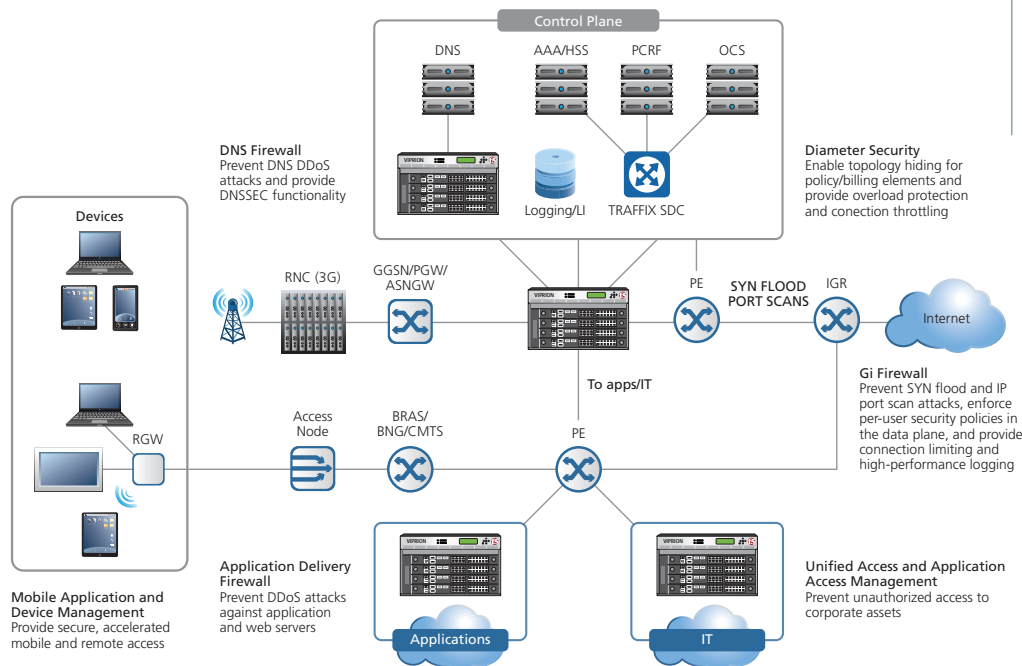 Control Plane
DNS
AAA/HSS
PCRF
OCS
VIPRION
Logging/LI
TRAFFIX SDC
DNS Firewall
Prevent DNS DDoS
attacks and provide
DNSSEC functionality
Diameter Security
Enable topology hiding for
policy/billing elements and
provide overload protection
and conection throttling
Devices
RNC (3G)
GGSN/PGW/
ASNGW
VIPRION
PE
SYN FLOOD
PORT SCANS
IGR
Internet
To apps/IT
Gi Firewall
Prevent SYN flood and IP
port scan attacks, enforce
per-user security policies in
the data plane, and provide
connection limiting and
high-performance logging
RGW
Access
Node
BRAS/
BNG/CMTS
PE
Application Delivery
Firewall
Prevent DDoS attacks
against application
and web servers
VIPRION
Applications
VIPRION
IT
Unified Access and Application
Access Management
Prevent unauthorized access to
corporate assets
Mobile Application and
Device Management
Provide secure, accelerated
mobile and remote access